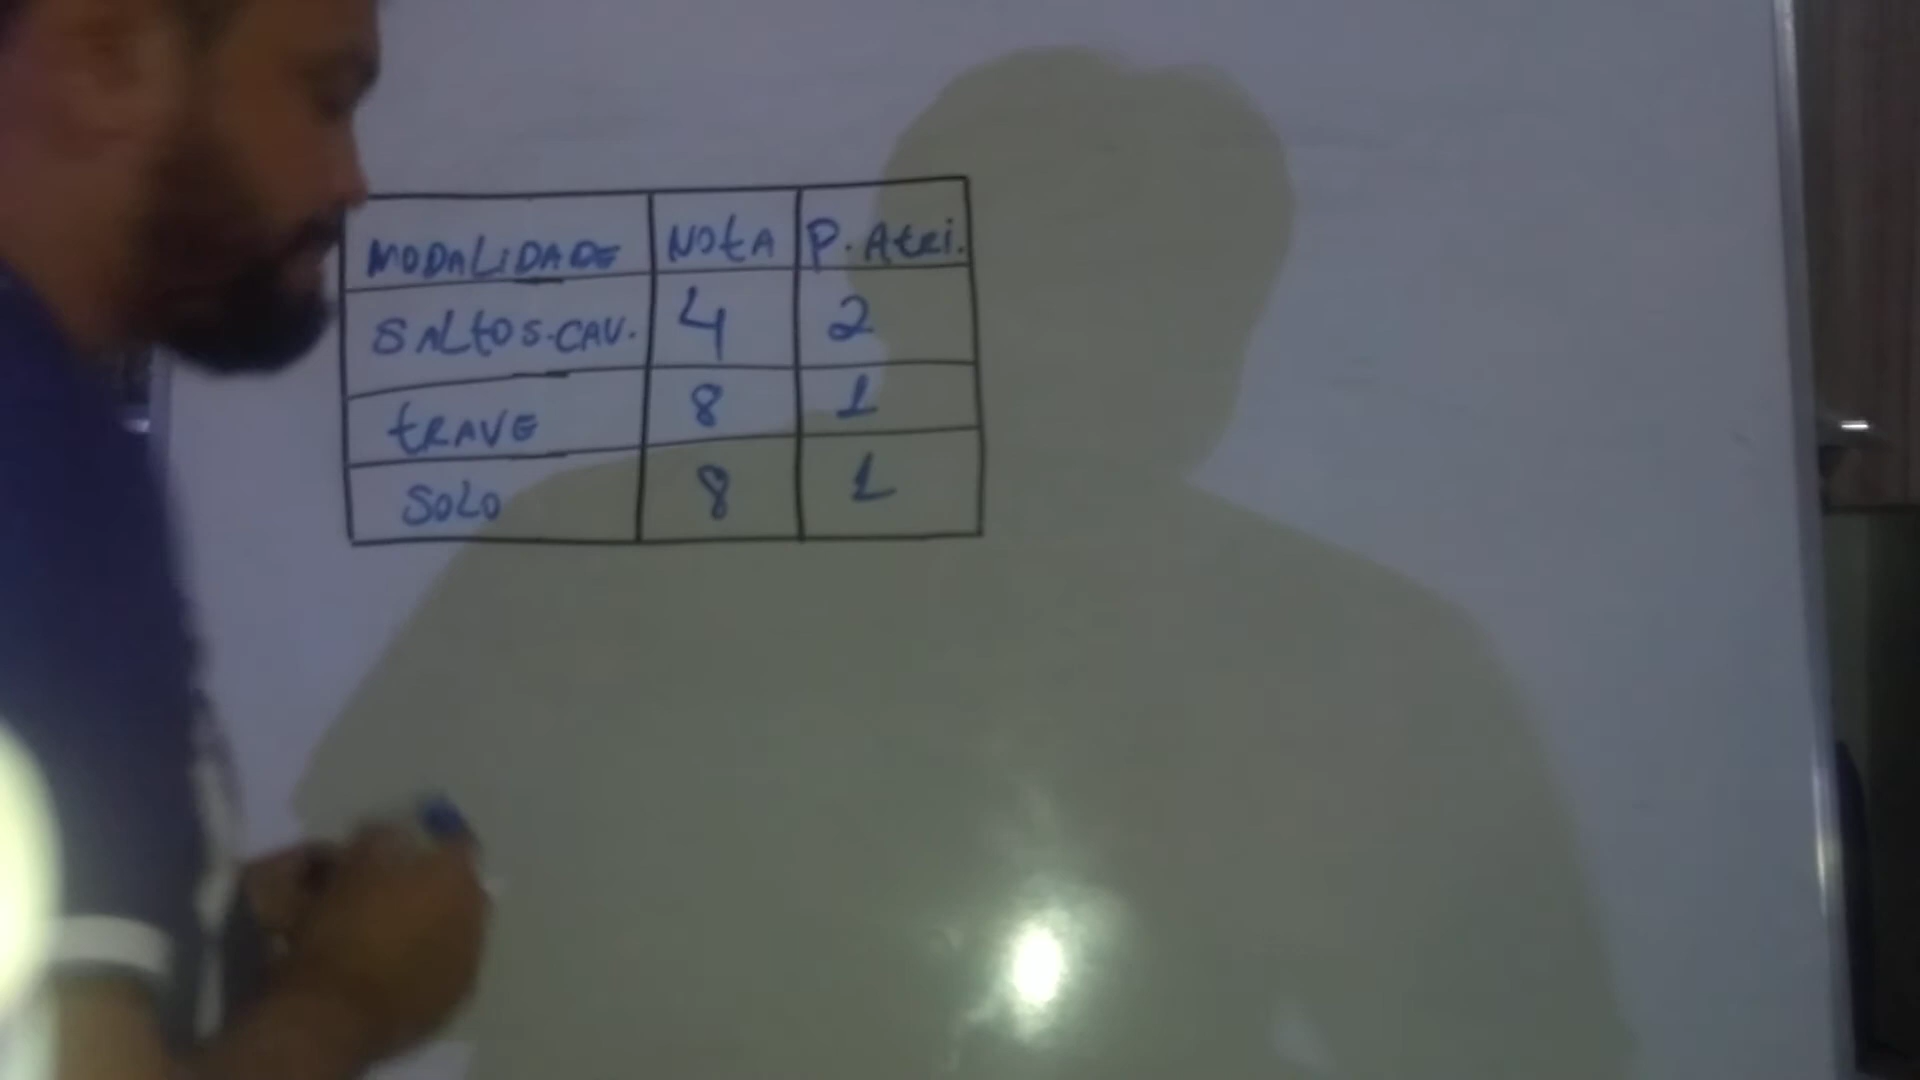 MODALIDADE NOtA P. Atri.
SALtOS-CAV. 4 2
tRAVE 8 1
SOLO 8 1